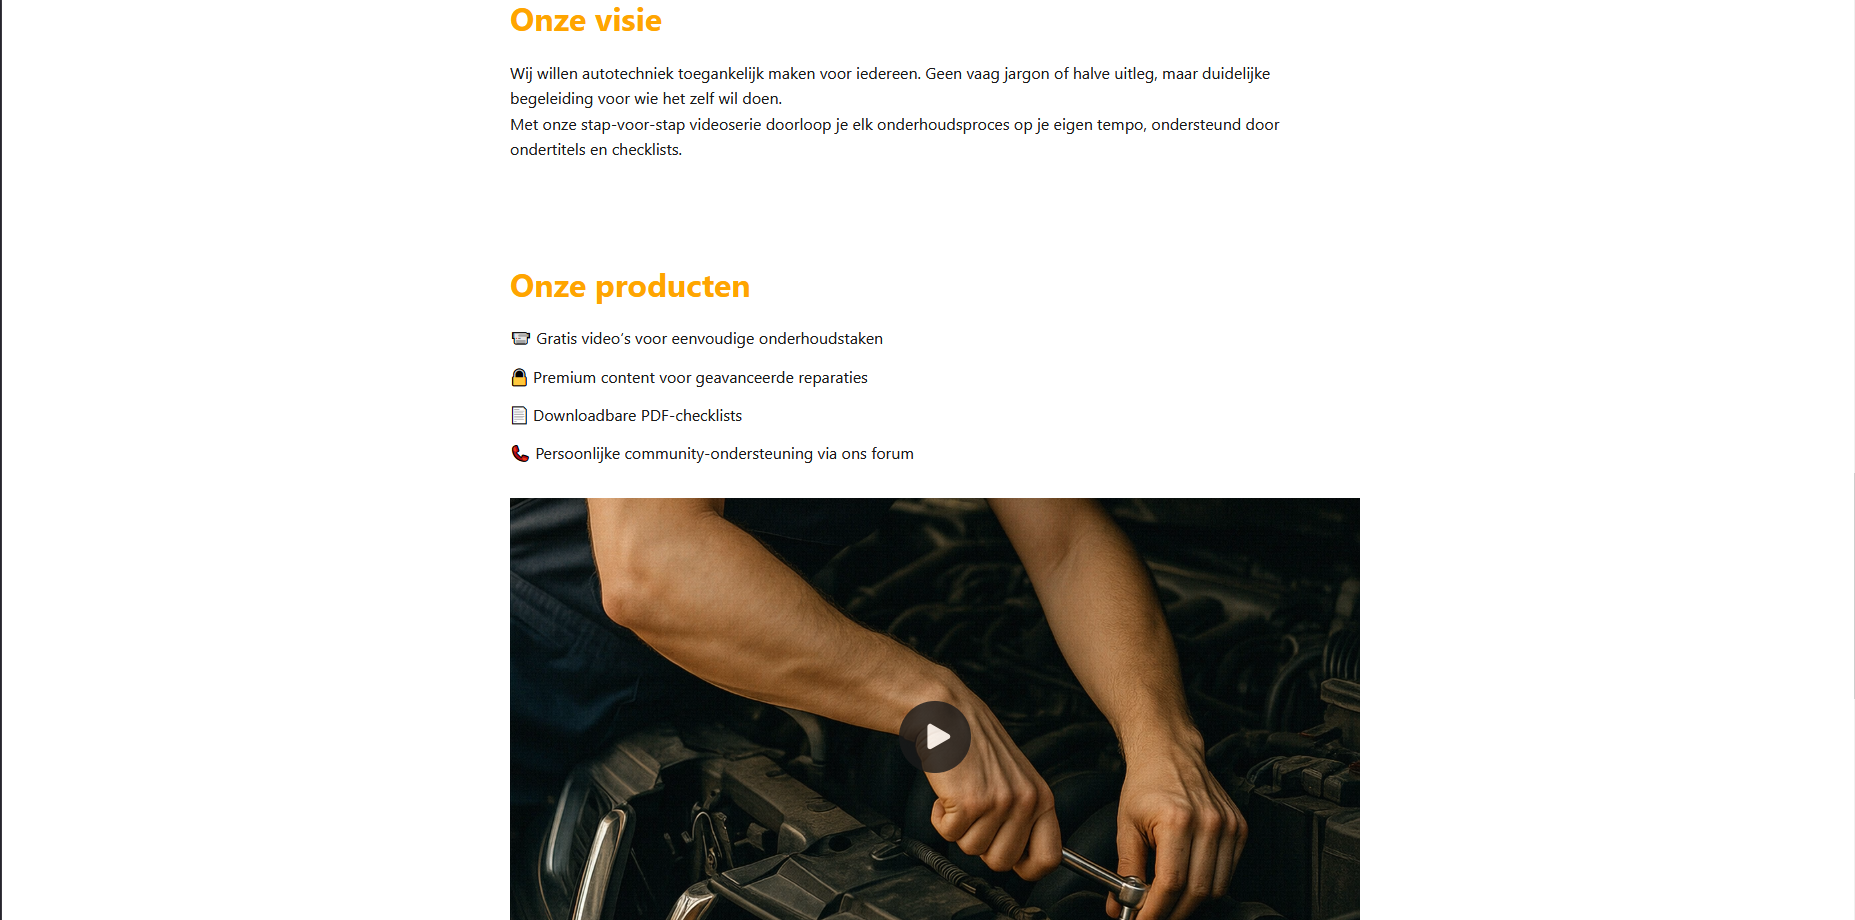 Onze visie
Wij willen autotechniek toegankelijk maken voor iedereen. Geen vaag jargon of halve uitleg, maar duidelijke
begeleiding voor wie het zelf wil doen.
Met onze stap-voor-stap videoserie doorloop je elk onderhoudsproces op je eigen tempo, ondersteund door
ondertitels en checklists.
Onze producten
📼 Gratis video’s voor eenvoudige onderhoudstaken
🔒 Premium content voor geavanceerde reparaties
📄 Downloadbare PDF-checklists
📞 Persoonlijke community-ondersteuning via ons forum